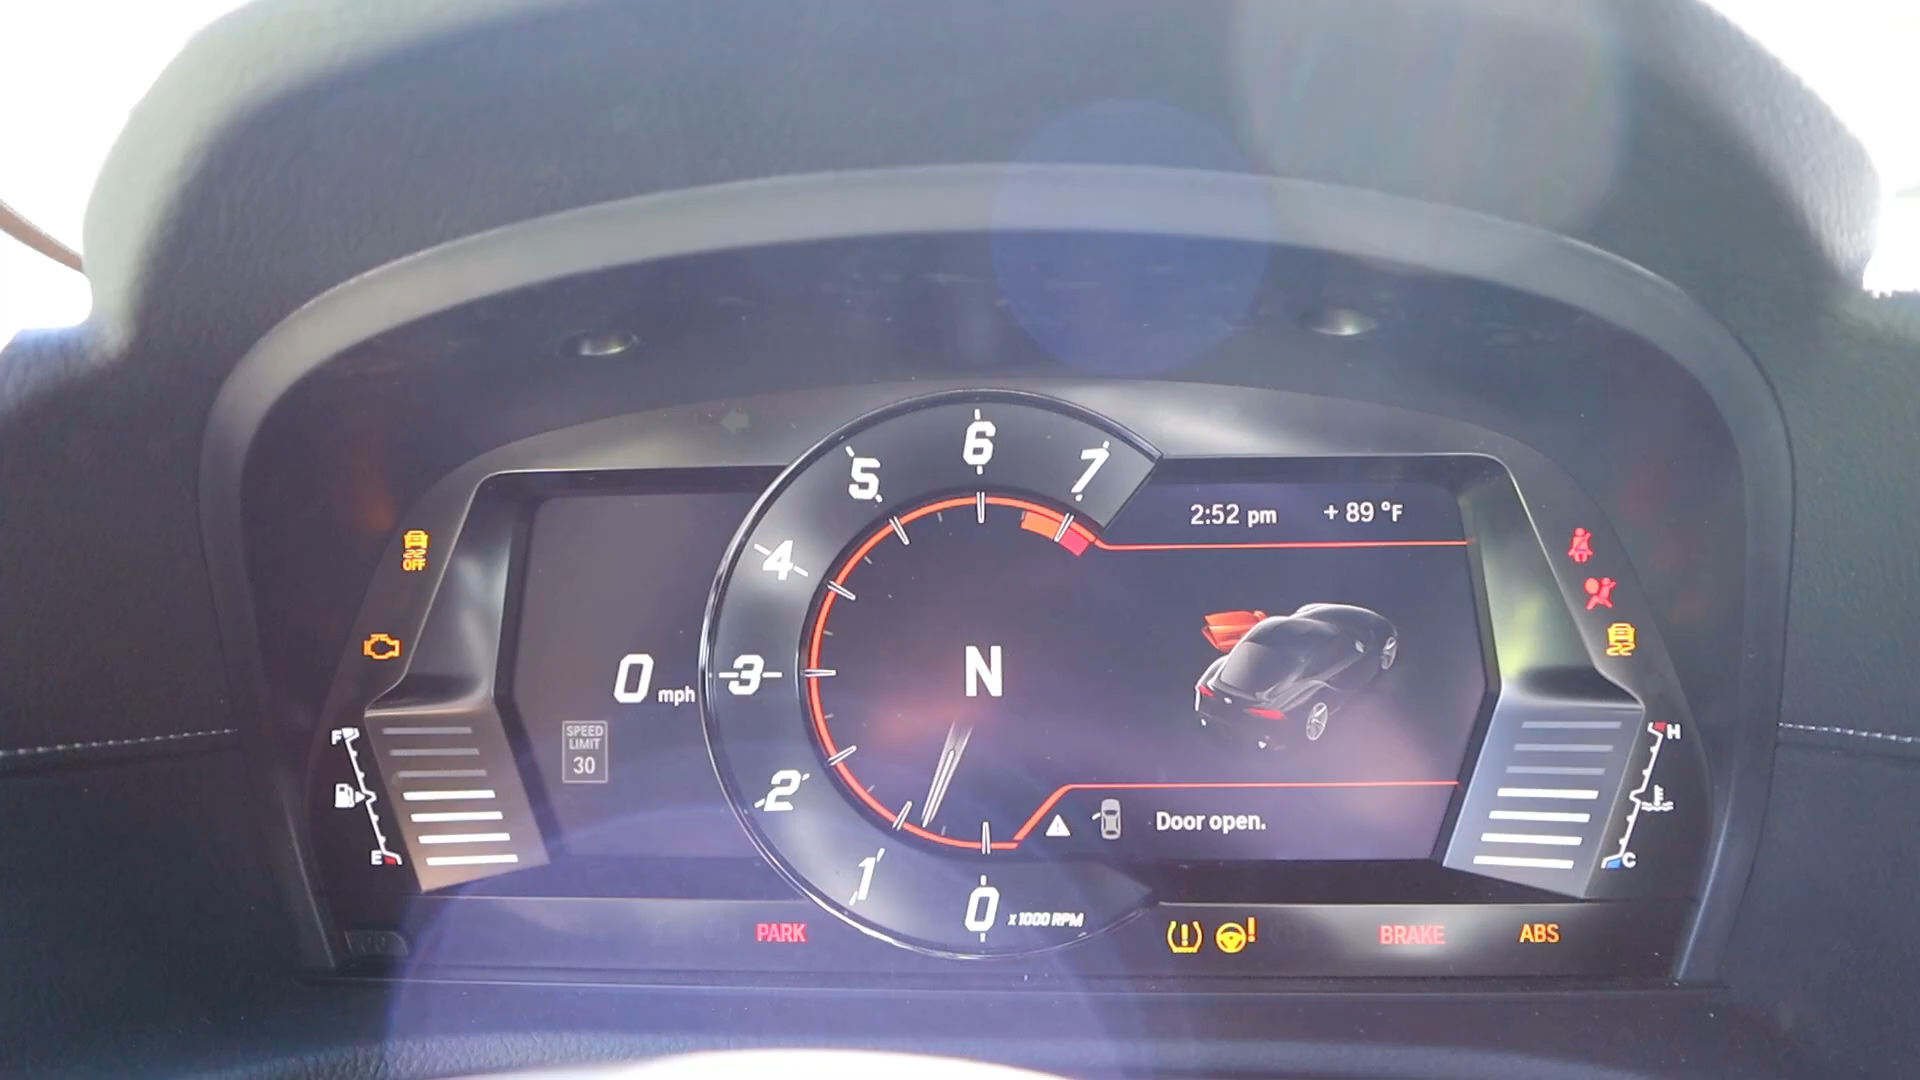 2:52 pm + 89 °F
OFF
0 mph
SPEED
LIMIT
30
N
7
6
5
4
3
2
1
0 x1000 RPM
F
E
H
C
Door open.
PARK
BRAKE
ABS